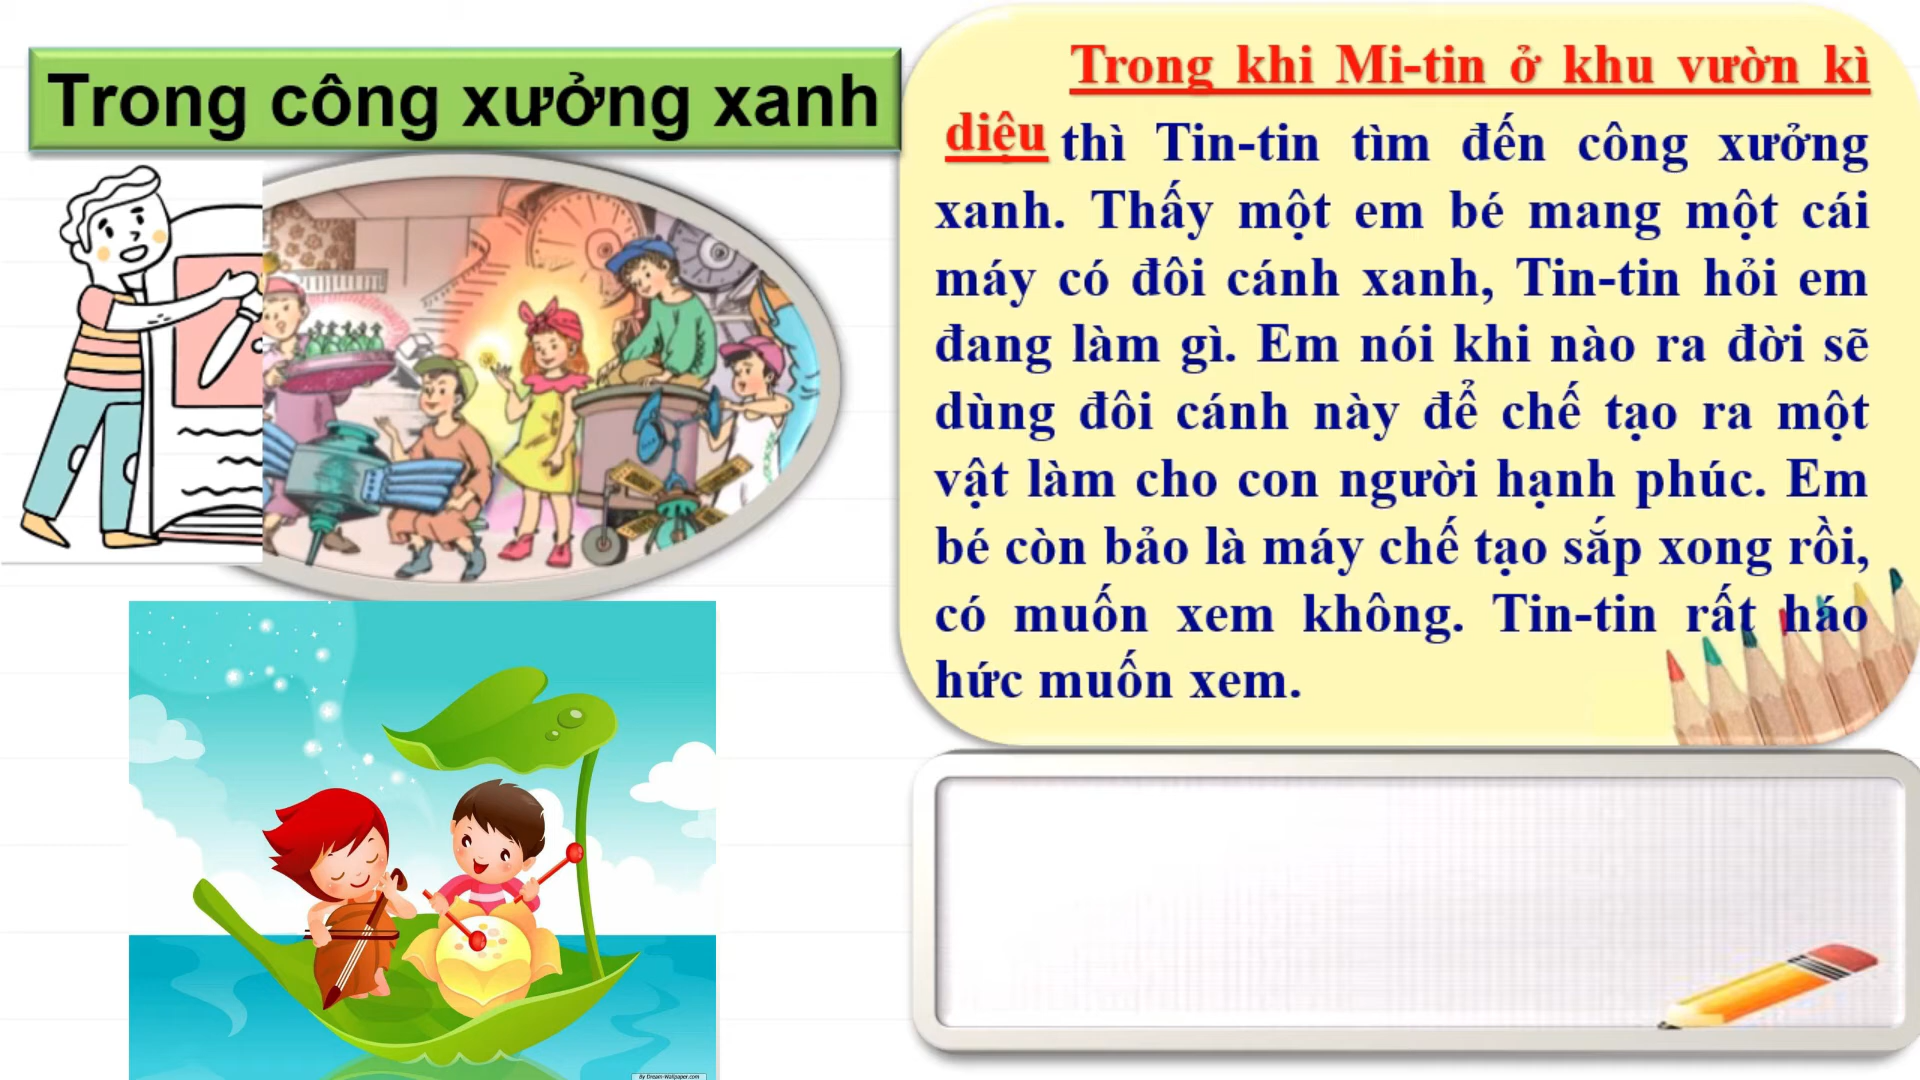 Trong công xưởng xanh
Trong khi Mi-tin ở khu vườn kì
diệu thì Tin-tin tìm đến công xưởng
xanh. Thấy một em bé mang một cái
máy có đôi cánh xanh, Tin-tin hỏi em
đang làm gì. Em nói khi nào ra đời sẽ
dùng đôi cánh này để chế tạo ra một
vật làm cho con người hạnh phúc. Em
bé còn bảo là máy chế tạo sắp xong rồi,
có muốn xem không. Tin-tin rất háo
hức muốn xem.
By Dream-Wallpaper.com